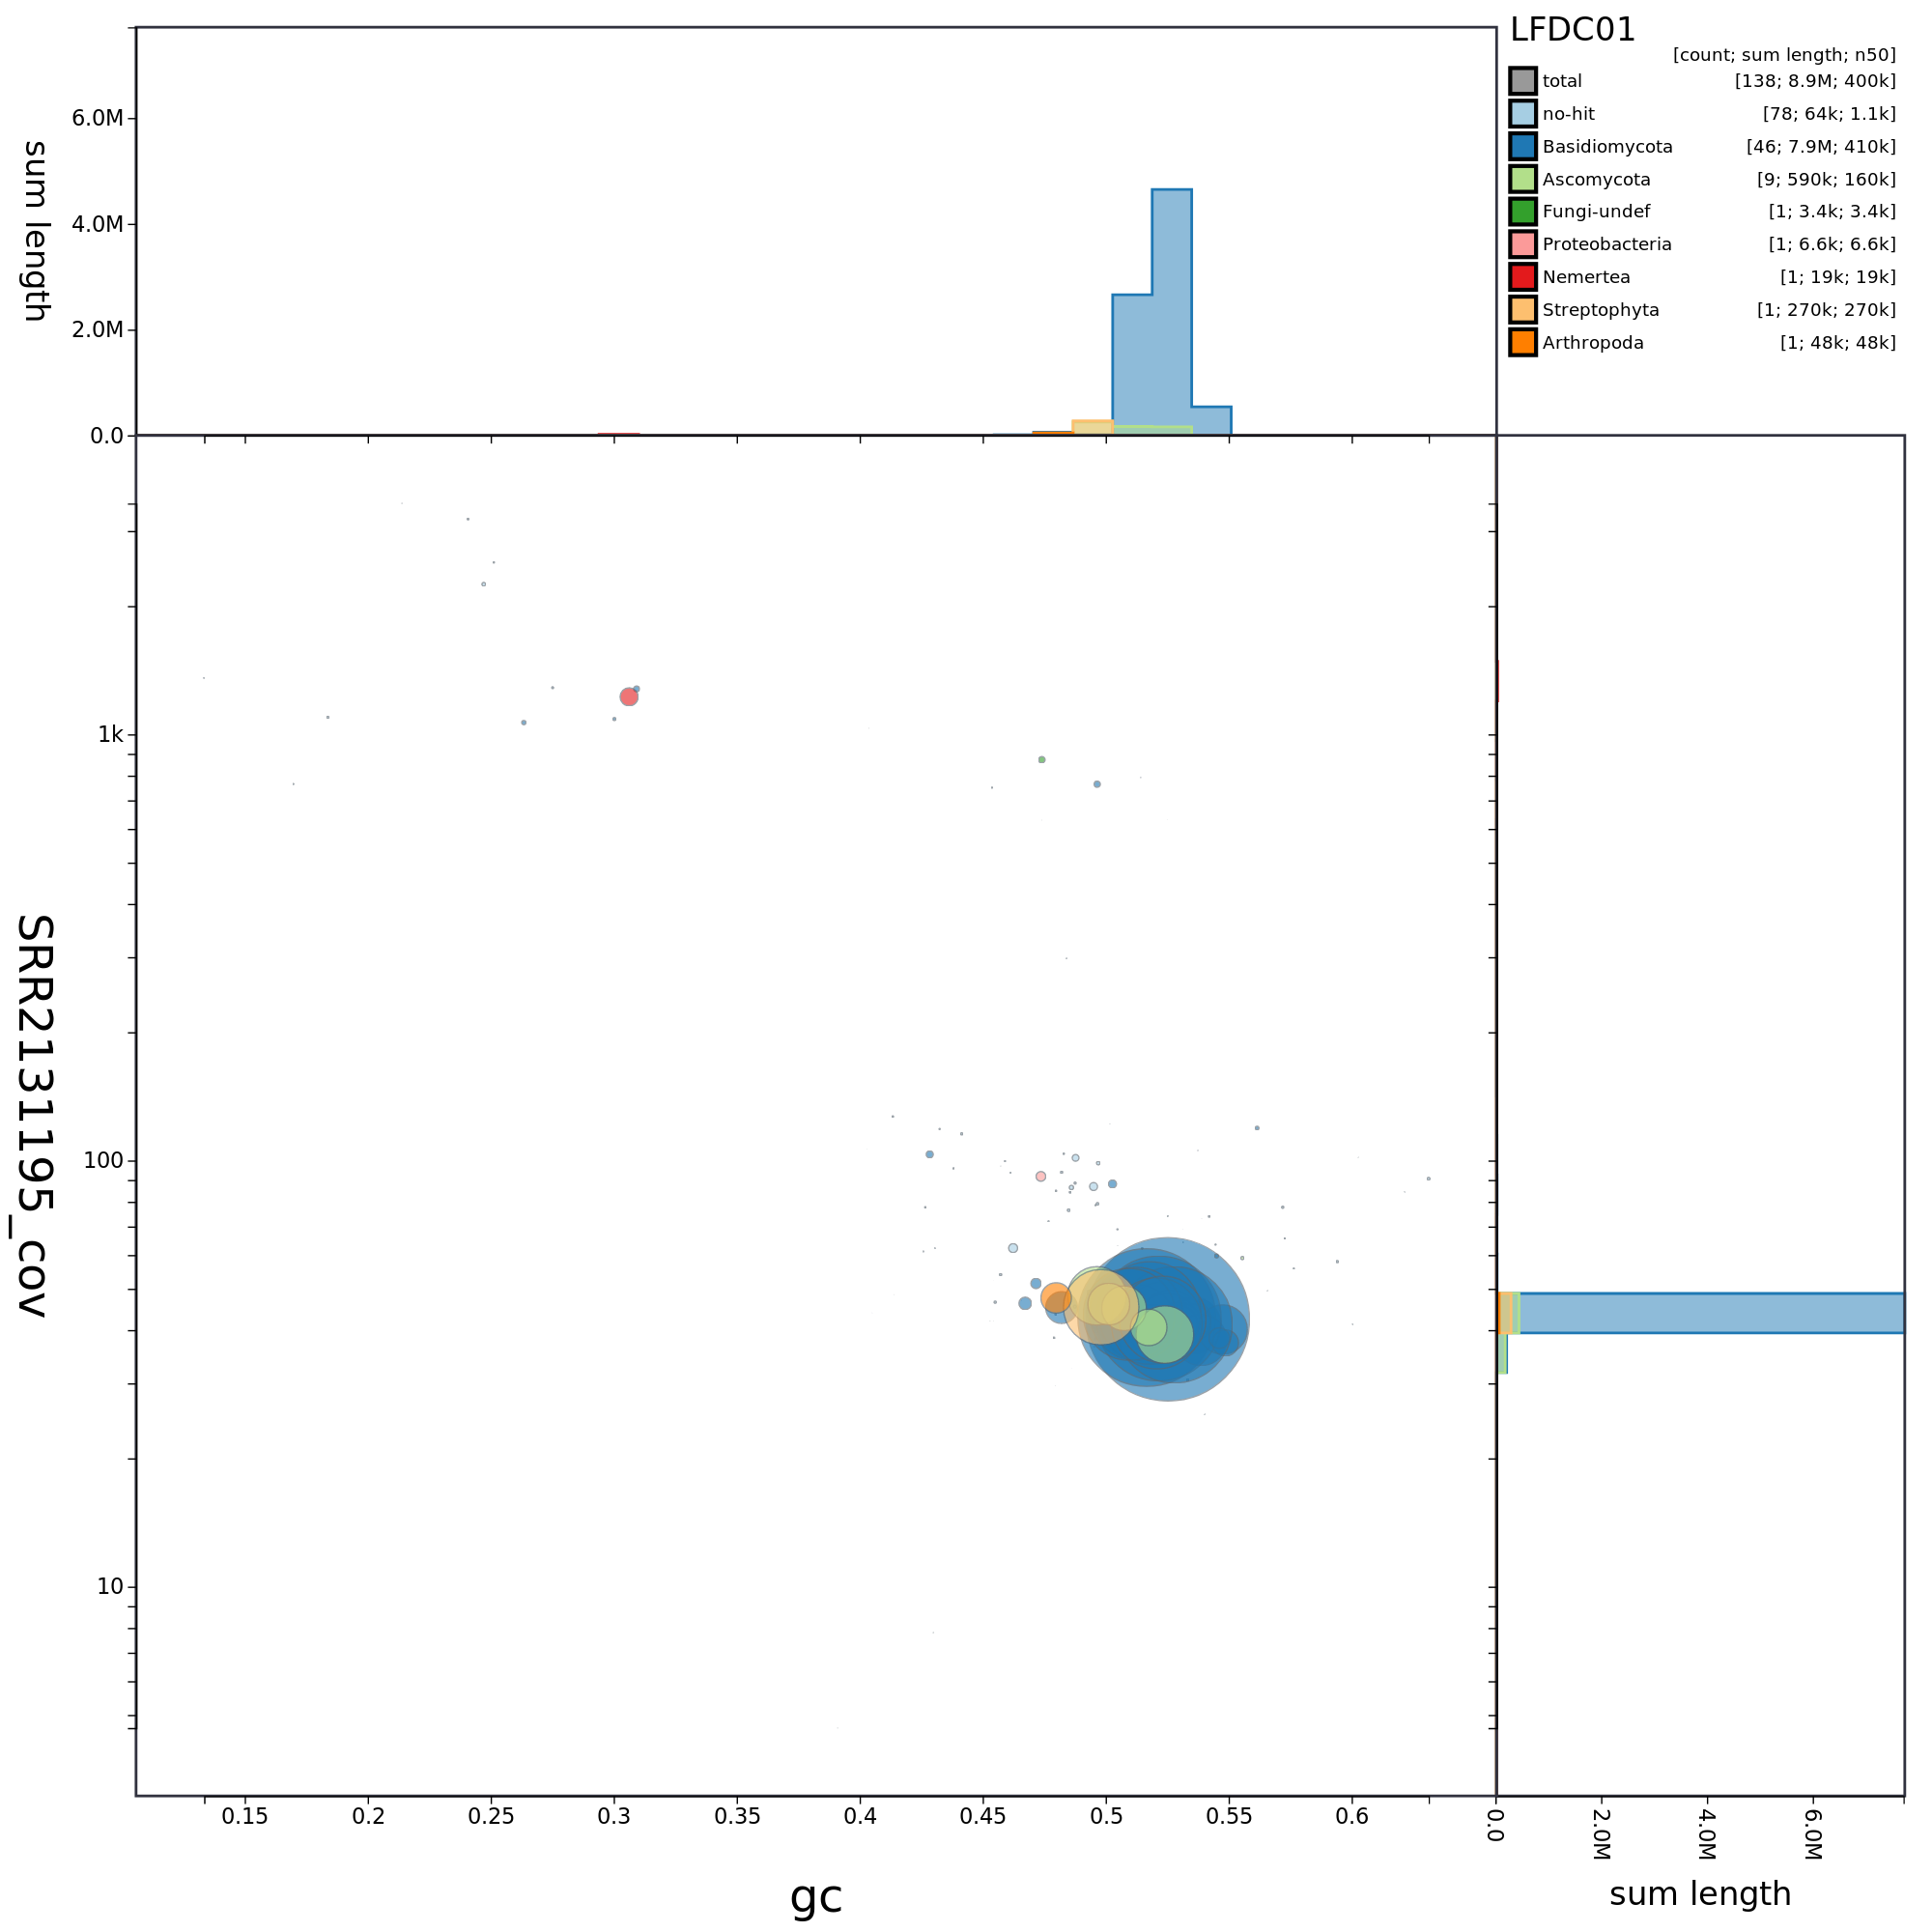 LFDC01
[count; sum length; n50]
total [138; 8.9M; 400k]
no-hit [78; 64k; 1.1k]
Basidiomycota [46; 7.9M; 410k]
Ascomycota [9; 590k; 160k]
Fungi-undef [1; 3.4k; 3.4k]
Proteobacteria [1; 6.6k; 6.6k]
Nemertea [1; 19k; 19k]
Streptophyta [1; 270k; 270k]
Arthropoda [1; 48k; 48k]
sum length
6.0M
4.0M
2.0M
0.0
SRR2131195_cov
1k
100
10
0.15 0.2 0.25 0.3 0.35 0.4 0.45 0.5 0.55 0.6
gc
0.0 2.0M 4.0M 6.0M
sum length